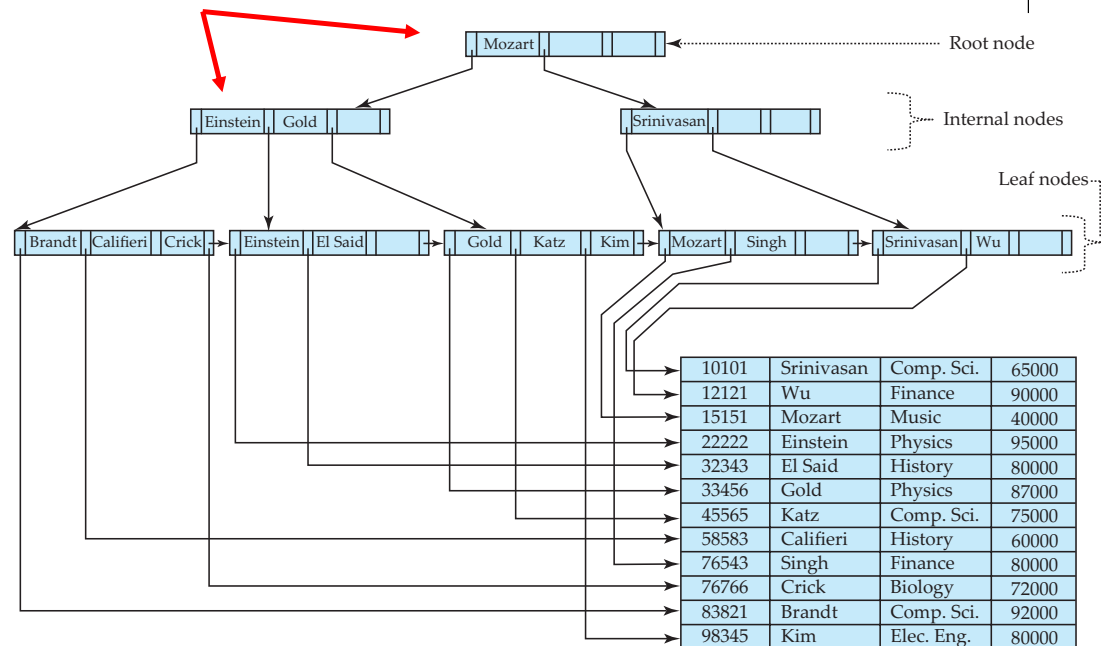 Mozart
Root node
Einstein Gold
Srinivasan
Internal nodes
Leaf nodes
Brandt Califieri Crick Einstein El Said Gold Katz Kim Mozart Singh Srinivasan Wu
10101 Srinivasan Comp. Sci. 65000
12121 Wu Finance 90000
15151 Mozart Music 40000
22222 Einstein Physics 95000
32343 El Said History 80000
33456 Gold Physics 87000
45565 Katz Comp. Sci. 75000
58583 Califieri History 60000
76543 Singh Finance 80000
76766 Crick Biology 72000
83821 Brandt Comp. Sci. 92000
98345 Kim Elec. Eng. 80000